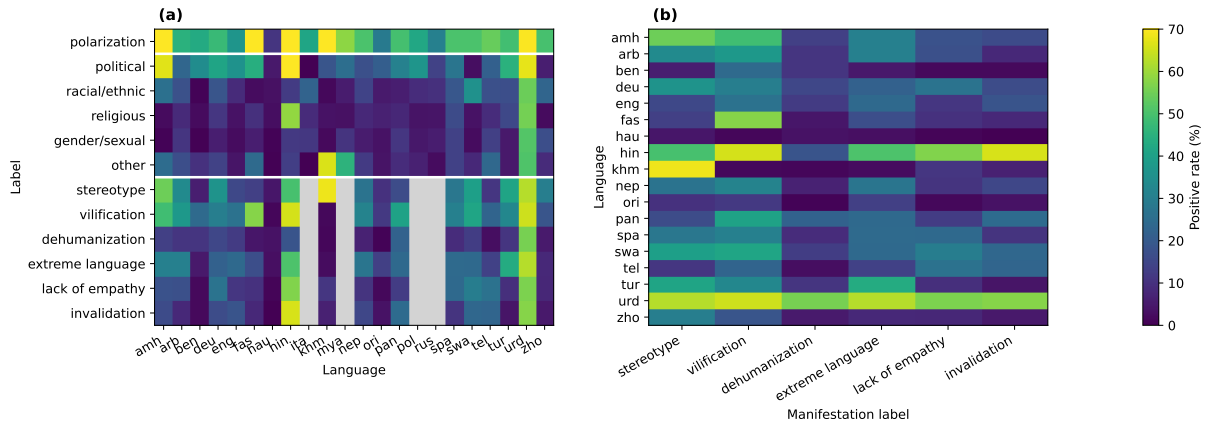 (a)
Label
polarization
political
racial/ethnic
religious
gender/sexual
other
stereotype
vilification
dehumanization
extreme language
lack of empathy
invalidation
amh arb ben deu eng fas hau hin ita khm mya nep ori pan pol rus spa swa tel tur urd zho
Language
(b)
Language
amh
arb
ben
deu
eng
fas
hau
hin
khm
nep
ori
pan
spa
swa
tel
tur
urd
zho
stereotype vilification dehumanization extreme language lack of empathy invalidation
Manifestation label
70
60
50
40
30
20
10
0
Positive rate (%)